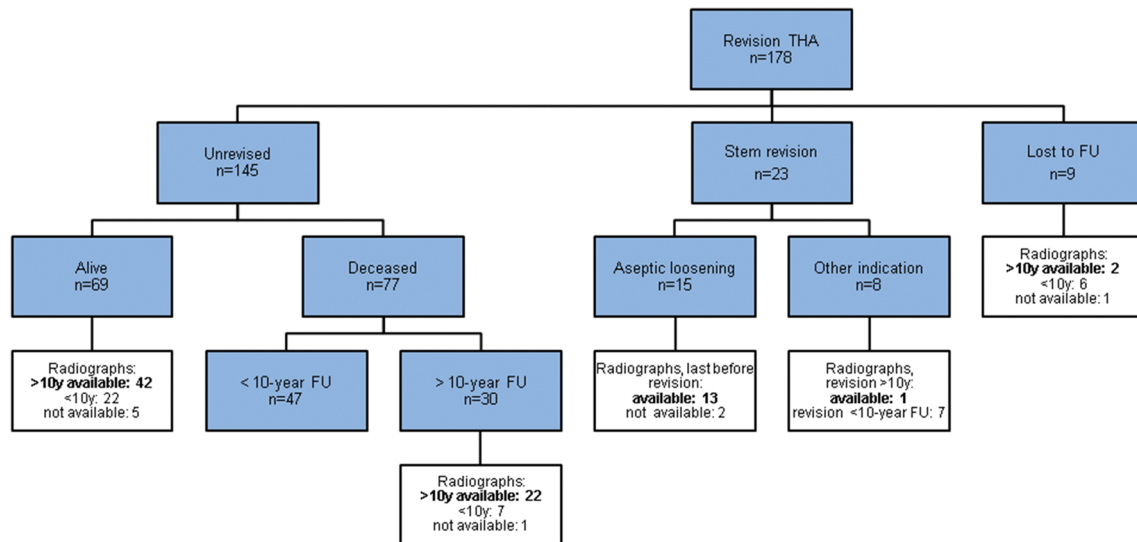 Revision THA
n=178
Unrevised
n=145
Stem revision
n=23
Lost to FU
n=9
Alive
n=69
Deceased
n=77
Aseptic loosening
n=15
Other indication
n=8
Radiographs:
>10y available: 2
<10y: 6
not available: 1
Radiographs:
>10y available: 42
<10y: 22
not available: 5
< 10-year FU
n=47
> 10-year FU
n=30
Radiographs, last before
revision:
available: 13
not available: 2
Radiographs,
revision >10y:
available: 1
revision <10-year FU: 7
Radiographs:
>10y available: 22
<10y: 7
not available: 1